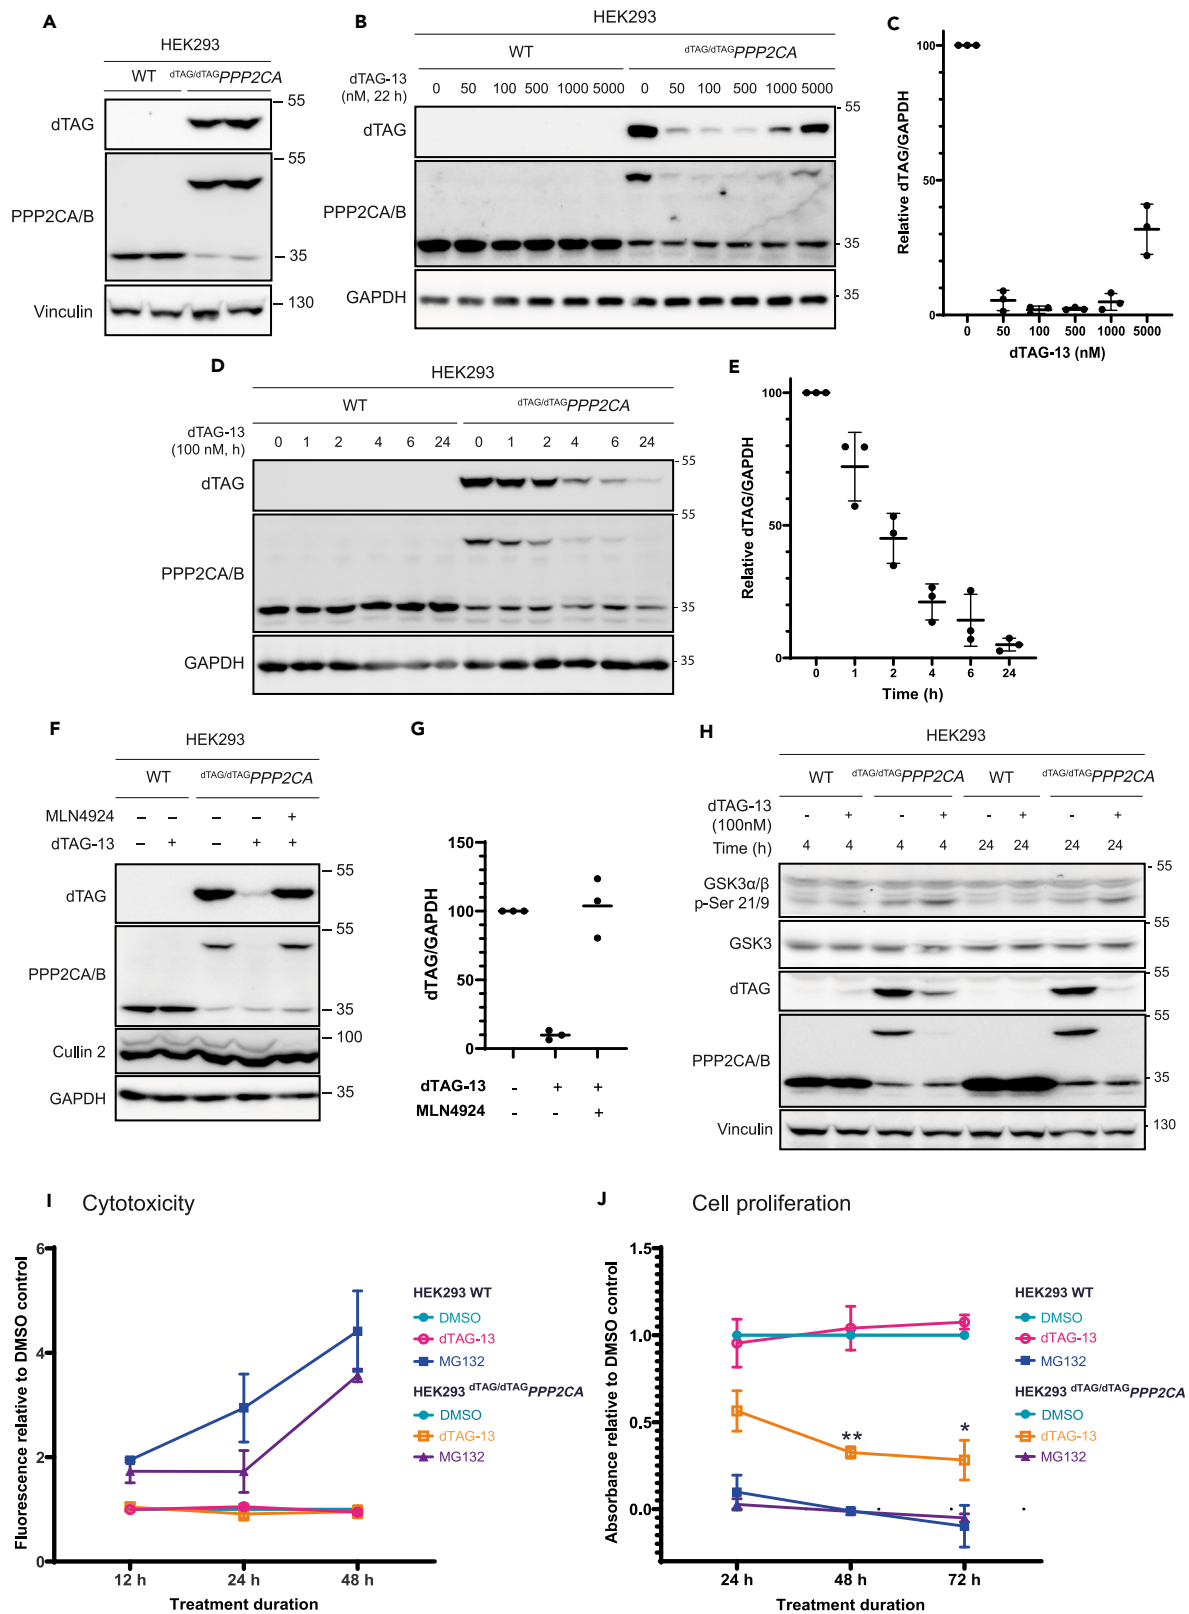 A
HEK293
WT dTAG/dTAGPPP2CA
55
dTAG
55
PPP2CA/B
35
130
Vinculin
B
HEK293
WT dTAG/dTAGPPP2CA
dTAG-13
(nM, 22 h)
0 50 100 500 1000 5000 0 50 100 500 1000 5000
55
dTAG
PPP2CA/B
35
GAPDH
35
C
Relative dTAG/GAPDH
100
50
0
0 50 100 500 1000 5000
dTAG-13 (nM)
D
HEK293
WT dTAG/dTAGPPP2CA
dTAG-13
(100 nM, h)
0 1 2 4 6 24 0 1 2 4 6 24
55
dTAG
55
PPP2CA/B
35
GAPDH
35
E
Relative dTAG/GAPDH
100
50
0
0 1 2 4 6 24
Time (h)
F
HEK293
WT dTAG/dTAGPPP2CA
MLN4924 – – – – +
dTAG-13 – + – + +
55
dTAG
55
PPP2CA/B
35
100
Cullin 2
GAPDH
35
G
dTAG/GAPDH
150
100
50
0
dTAG-13 - + +
MLN4924 - - +
H
HEK293
WT dTAG/dTAGPPP2CA WT dTAG/dTAGPPP2CA
dTAG-13
(100nM)
- + - + - + - +
Time (h) 4 4 4 4 24 24 24 24
55
GSK3α/β
p-Ser 21/9
GSK3
55
dTAG
55
PPP2CA/B
35
Vinculin
130
I Cytotoxicity
Fluorescence relative to DMSO control
6
4
2
0
12 h 24 h 48 h
Treatment duration
HEK293 WT
DMSO
dTAG-13
MG132
HEK293 dTAG/dTAGPPP2CA
DMSO
dTAG-13
MG132
J Cell proliferation
Absorbance relative to DMSO control
1.5
1.0
0.5
0.0
** *
24 h 48 h 72 h
Treatment duration
HEK293 WT
DMSO
dTAG-13
MG132
HEK293 dTAG/dTAGPPP2CA
DMSO
dTAG-13
MG132